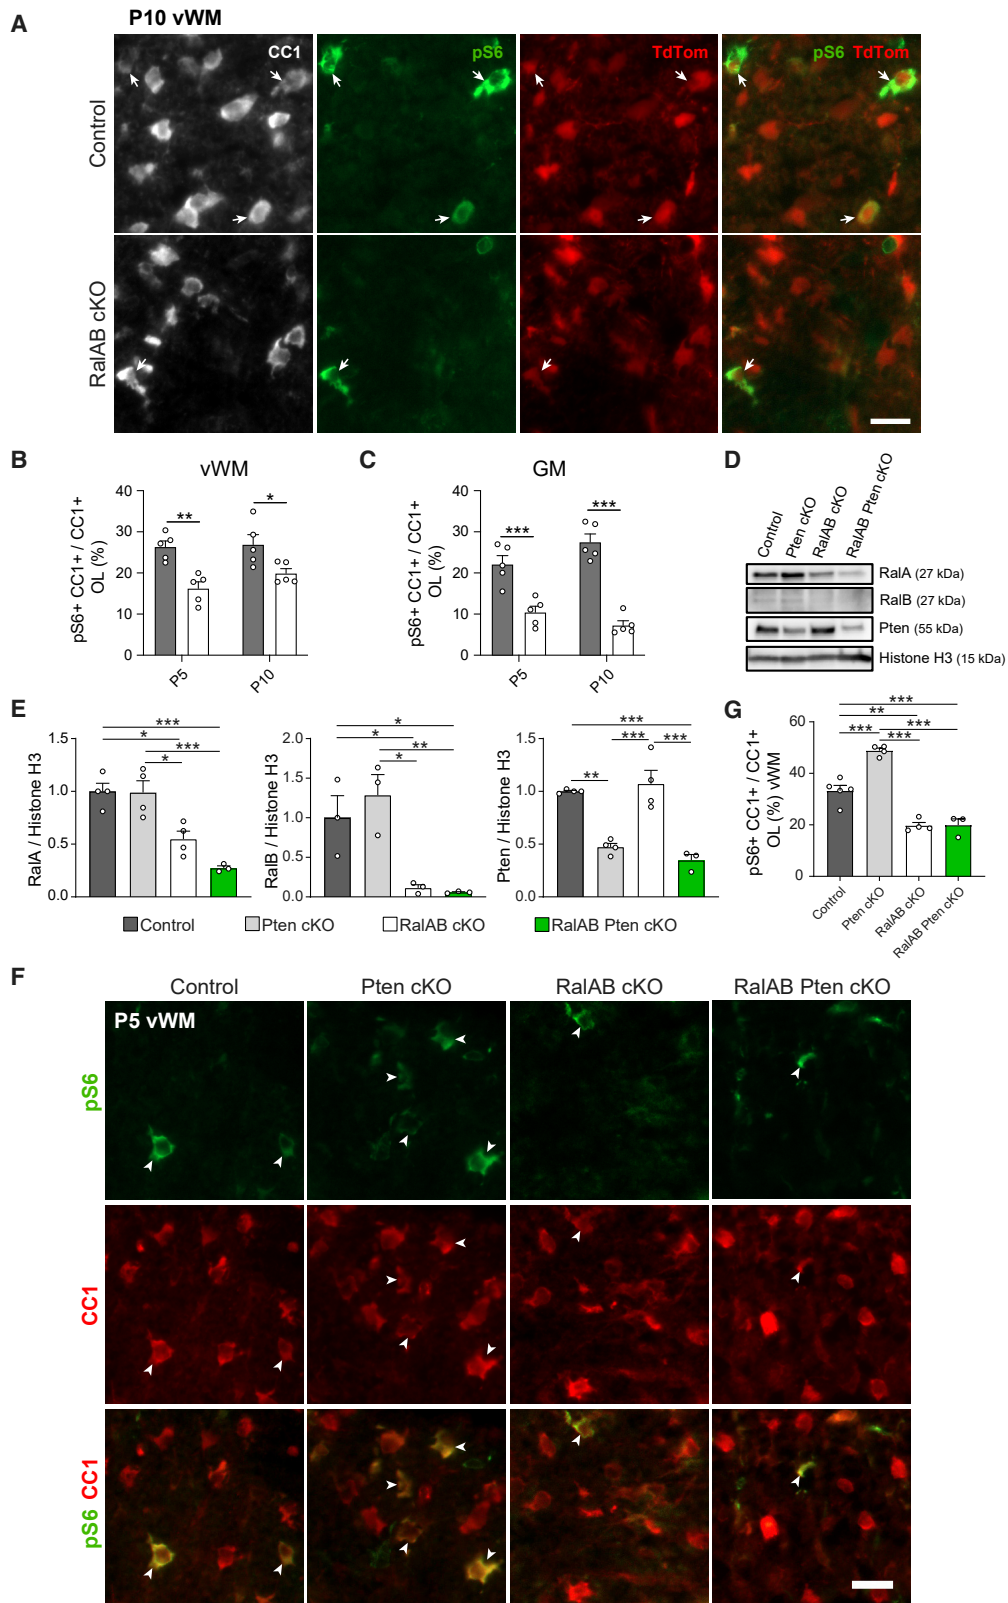 A
P10 vWM
CC1
pS6
TdTom
pS6 TdTom
Control
RalAB cKO
B
vWM
pS6+ CC1+ / CC1+
OL (%)
40
30
20
10
0
**
*
P5
P10
C
GM
pS6+ CC1+ / CC1+
OL (%)
40
30
20
10
0
***
***
P5
P10
D
Control
Pten cKO
RalAB cKO
RalAB Pten cKO
RalA (27 kDa)
RalB (27 kDa)
Pten (55 kDa)
Histone H3 (15 kDa)
E
RalA / Histone H3
1.5
1.0
0.5
0.0
***
*
***
*
RalB / Histone H3
2.0
1.5
1.0
0.5
0.0
*
*
**
*
Pten / Histone H3
1.5
1.0
0.5
0.0
***
***
***
**
Control
Pten cKO
RalAB cKO
RalAB Pten cKO
G
pS6+ CC1+ / CC1+
OL (%) vWM
60
40
20
0
***
**
***
***
***
Control
Pten cKO
RalAB cKO
RalAB Pten cKO
F
Control
Pten cKO
RalAB cKO
RalAB Pten cKO
P5 vWM
pS6
CC1
pS6 CC1